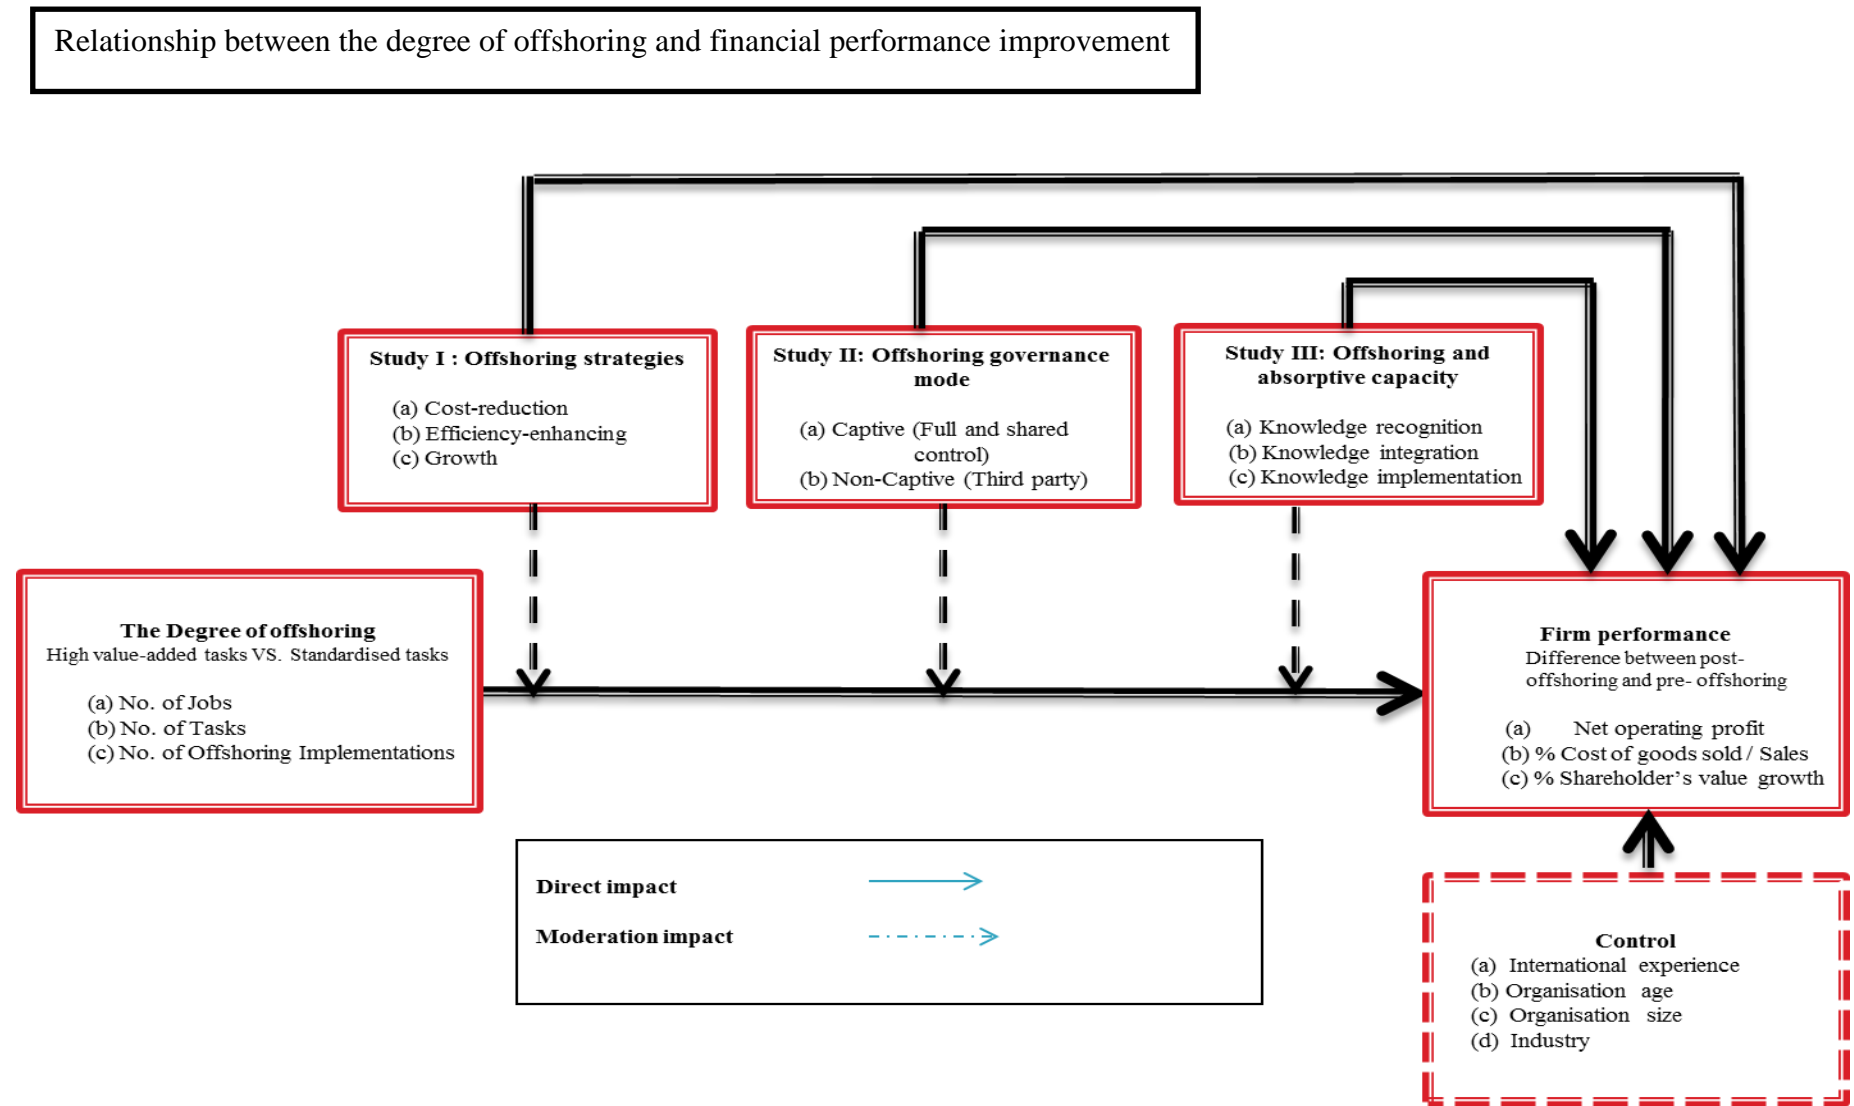 Relationship between the degree of offshoring and financial performance improvement
Study I : Offshoring strategies
(a) Cost-reduction
(b) Efficiency-enhancing
(c) Growth
Study II: Offshoring governance
mode
(a) Captive (Full and shared
control)
(b) Non-Captive (Third party)
Study III: Offshoring and
absorptive capacity
(a) Knowledge recognition
(b) Knowledge integration
(c) Knowledge implementation
The Degree of offshoring
High value-added tasks VS. Standardised tasks
(a) No. of Jobs
(b) No. of Tasks
(c) No. of Offshoring Implementations
Firm performance
Difference between post-
offshoring and pre- offshoring
(a) Net operating profit
(b) % Cost of goods sold / Sales
(c) % Shareholder's value growth
Direct impact
Moderation impact
Control
(a) International experience
(b) Organisation age
(c) Organisation size
(d) Industry